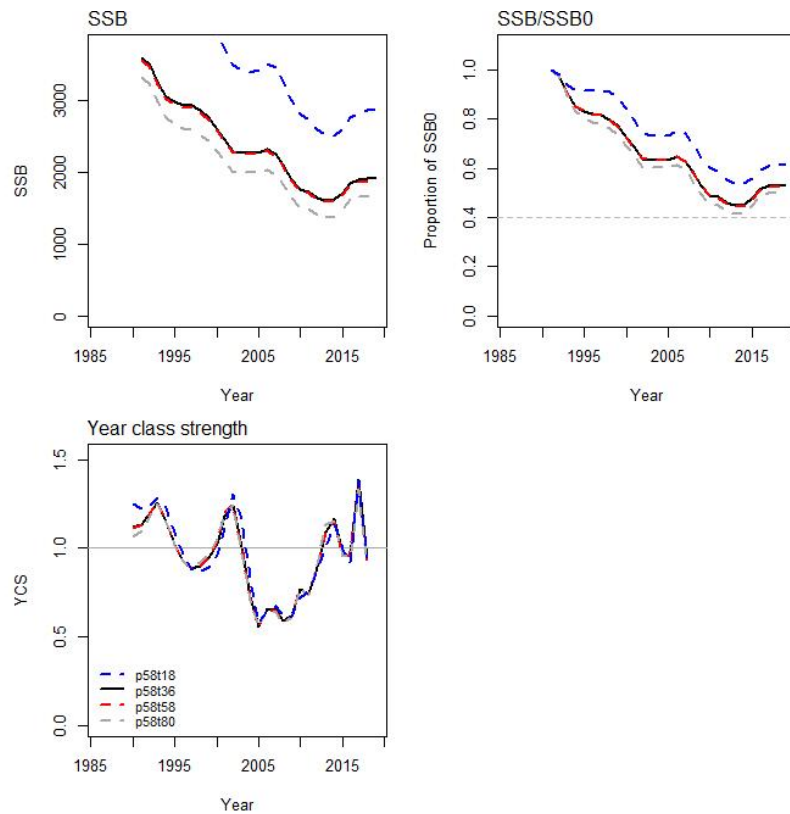 SSB
SSB
0 1000 2000 3000
1985 1995 2005 2015
Year
SSB/SSB0
Proportion of SSB0
0.0 0.2 0.4 0.6 0.8 1.0
1985 1995 2005 2015
Year
Year class strength
YCS
0.0 0.5 1.0 1.5
p58t18
p58t36
p58t58
p58t80
1985 1995 2005 2015
Year